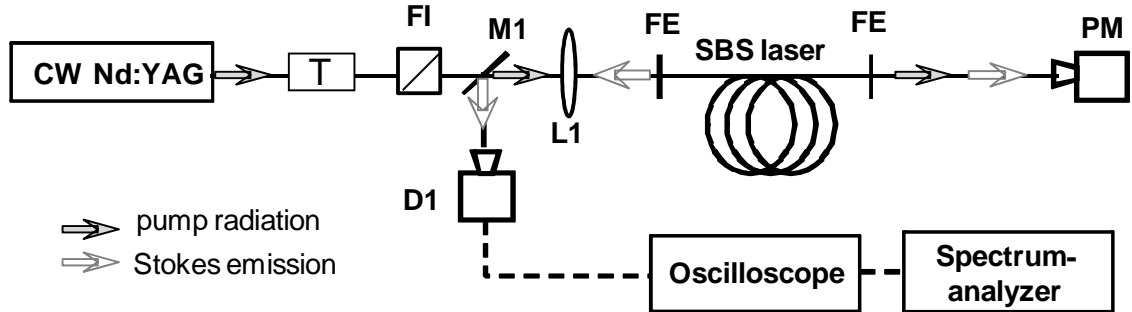 FI
M1
FE
FE
PM
SBS laser
CW Nd:YAG
T
L1
D1
pump radiation
Stokes emission
Oscilloscope
Spectrum-
analyzer